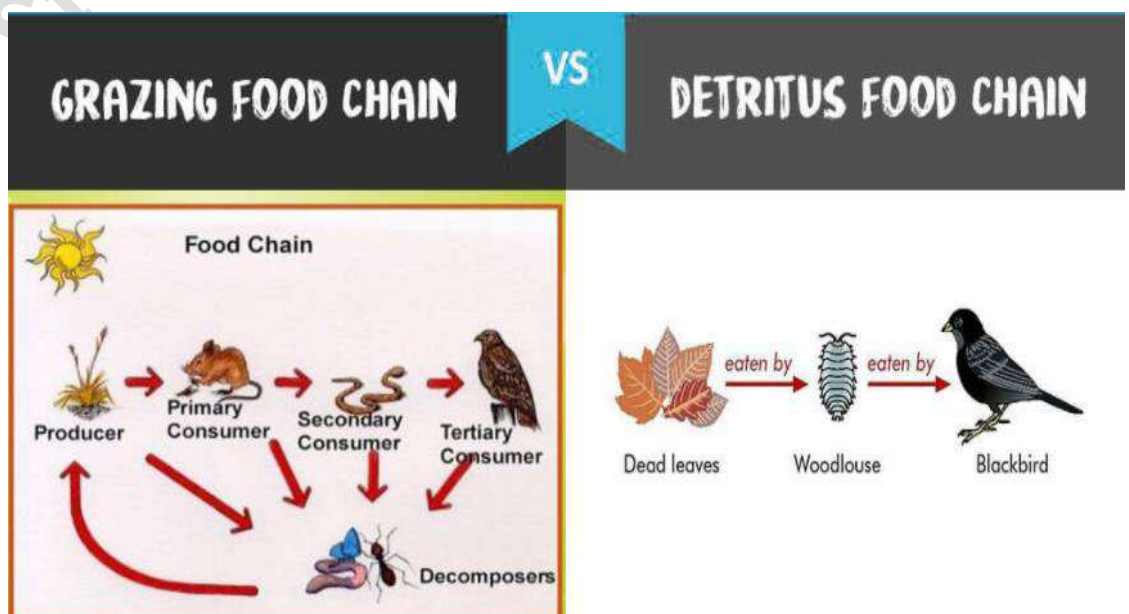 GRAZING FOOD CHAIN
VS
DETRITUS FOOD CHAIN
Food Chain
Producer
Primary
Consumer
Secondary
Consumer
Tertiary
Consumer
Decomposers
eaten by
eaten by
Dead leaves
Woodlouse
Blackbird